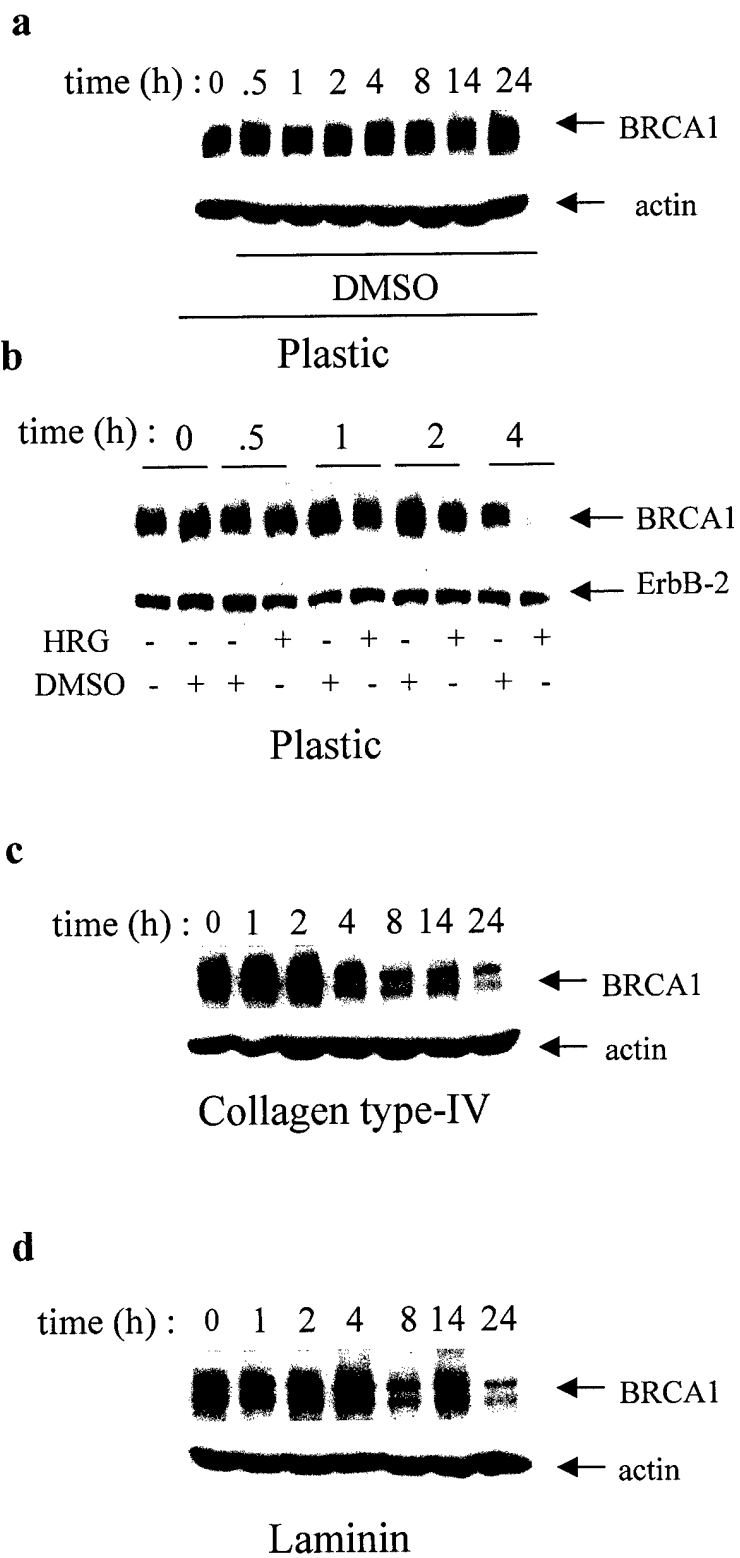 a
time (h) : 0 .5 1 2 4 8 14 24
BRCA1
actin
DMSO
Plastic
b
time (h) : 0 .5 1 2 4
BRCA1
ErbB-2
HRG - - - + - + - + - +
DMSO - + + - + - + - + -
Plastic
c
time (h) : 0 1 2 4 8 14 24
BRCA1
actin
Collagen type-IV
d
time (h) : 0 1 2 4 8 14 24
BRCA1
actin
Laminin